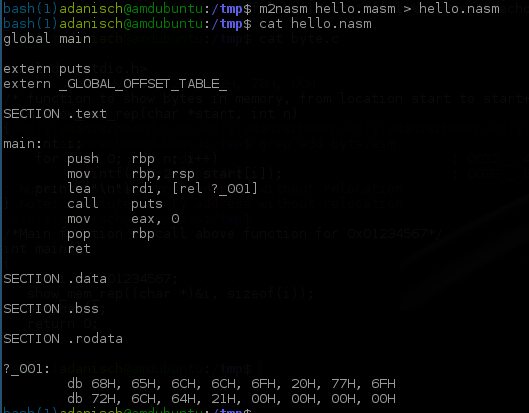 bash(1)adanisch@amdubuntu:/tmp$ m2nasm hello.masm > hello.nasm
bash(1)adanisch@amdubuntu:/tmp$ cat hello.nasm
global main
extern puts
extern _GLOBAL_OFFSET_TABLE_
SECTION .text
main:
push rbp
mov rbp, rsp
lea rdi, [rel ?_001]
call puts
mov eax, 0
pop rbp
ret
SECTION .data
SECTION .bss
SECTION .rodata
?_001:
db 68H, 65H, 6CH, 6CH, 6FH, 20H, 77H, 6FH
db 72H, 6CH, 64H, 21H, 00H, 00H, 00H, 00H
bash(1)adanisch@amdubuntu:/tmp$